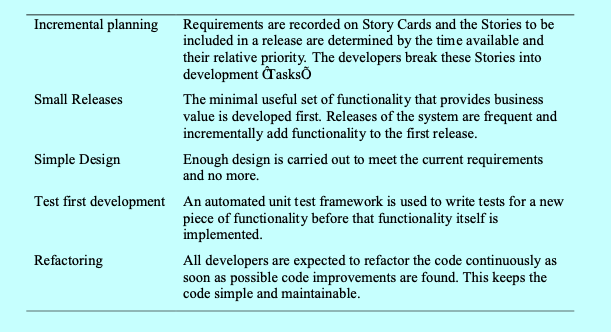 Incremental planning
Requirements are recorded on Story Cards and the Stories to be
included in a release are determined by the time available and
their relative priority. The developers break these Stories into
development ÔTasksÕ
Small Releases
The minimal useful set of functionality that provides business
value is developed first. Releases of the system are frequent and
incrementally add functionality to the first release.
Simple Design
Enough design is carried out to meet the current requirements
and no more.
Test first development
An automated unit test framework is used to write tests for a new
piece of functionality before that functionality itself is
implemented.
Refactoring
All developers are expected to refactor the code continuously as
soon as possible code improvements are found. This keeps the
code simple and maintainable.